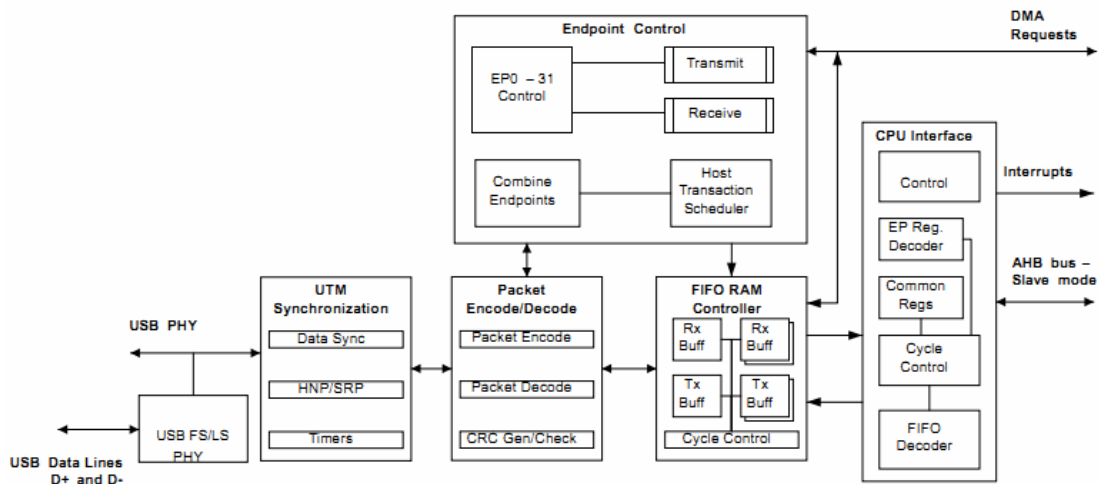 Endpoint Control
EP0 – 31
Control
Transmit
Receive
Combine
Endpoints
Host
Transaction
Scheduler
DMA
Requests
CPU Interface
Control
EP Reg.
Decoder
Common
Regs
Cycle
Control
FIFO
Decoder
Interrupts
AHB bus –
Slave mode
UTM
Synchronization
Data Sync
HNP/SRP
Timers
Packet
Encode/Decode
Packet Encode
Packet Decode
CRC Gen/Check
FIFO RAM
Controller
Rx
Buff
Rx
Buff
Tx
Buff
Tx
Buff
Cycle Control
USB PHY
USB FS/LS
PHY
USB Data Lines
D+ and D-